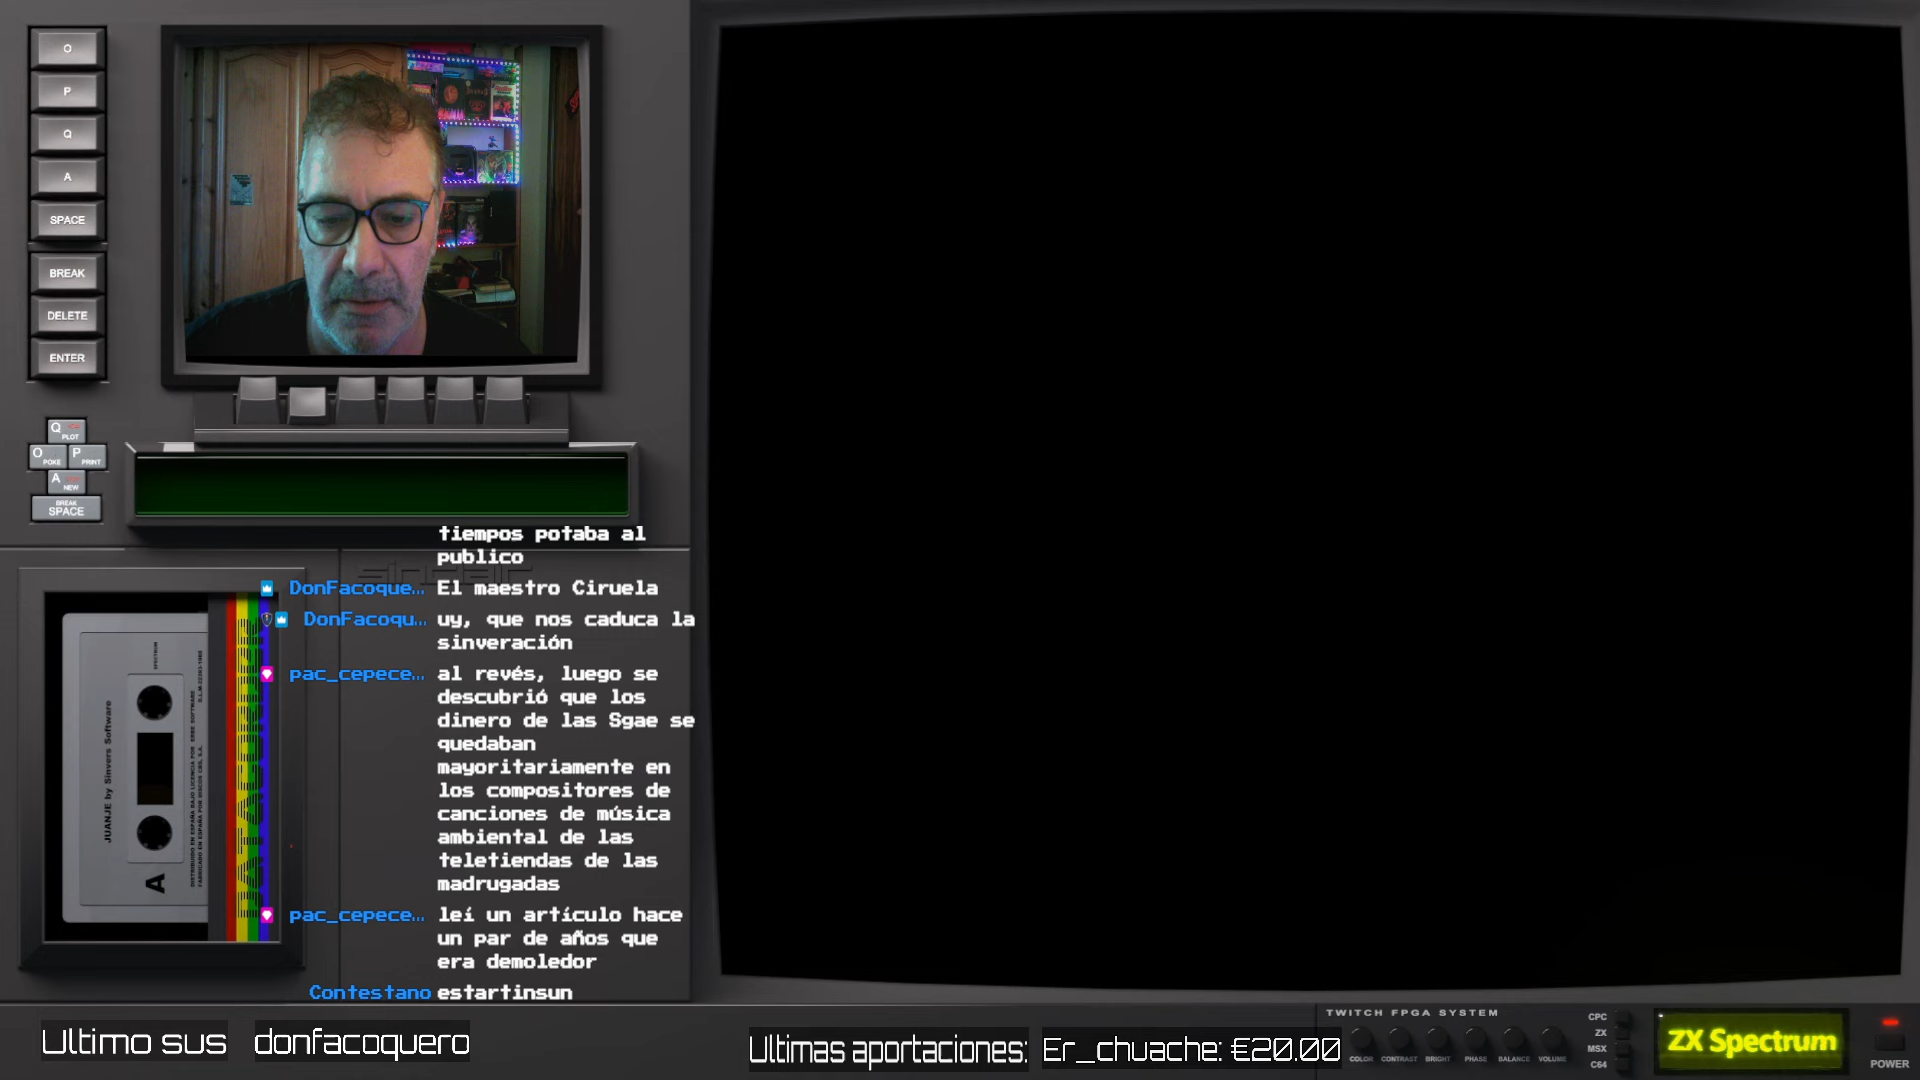 O
P
Q
A
SPACE
BREAK
DELETE
ENTER
Q
PLOT
O
POKE
P
PRINT
A
NEW
BREAK
SPACE
sinclair
tiempos potaba al
publico
DonFacoque... El maestro Ciruela
DonFacoqu... uy, que nos caduca la
sinveración
pac_cepece... al revés, luego se
descubrió que los
dinero de las Sgae se
quedaban
mayoritariamente en
los compositores de
canciones de música
ambiental de las
teletiendas de las
madrugadas
pac_cepece... leí un artículo hace
un par de años que
era demoledor
Contestano estartinsun
JUANJE by Sinvers Software
A
SPECTRUM
Ultimo sus donfacoquero
Ultimas aportaciones: Er_chuache: €20.00
TWITCH FPGA SYSTEM
COLOR CONTRAST BRIGHT PHASE BALANCE VOLUME
CPC
ZX
MSX
C64
ZX Spectrum
POWER